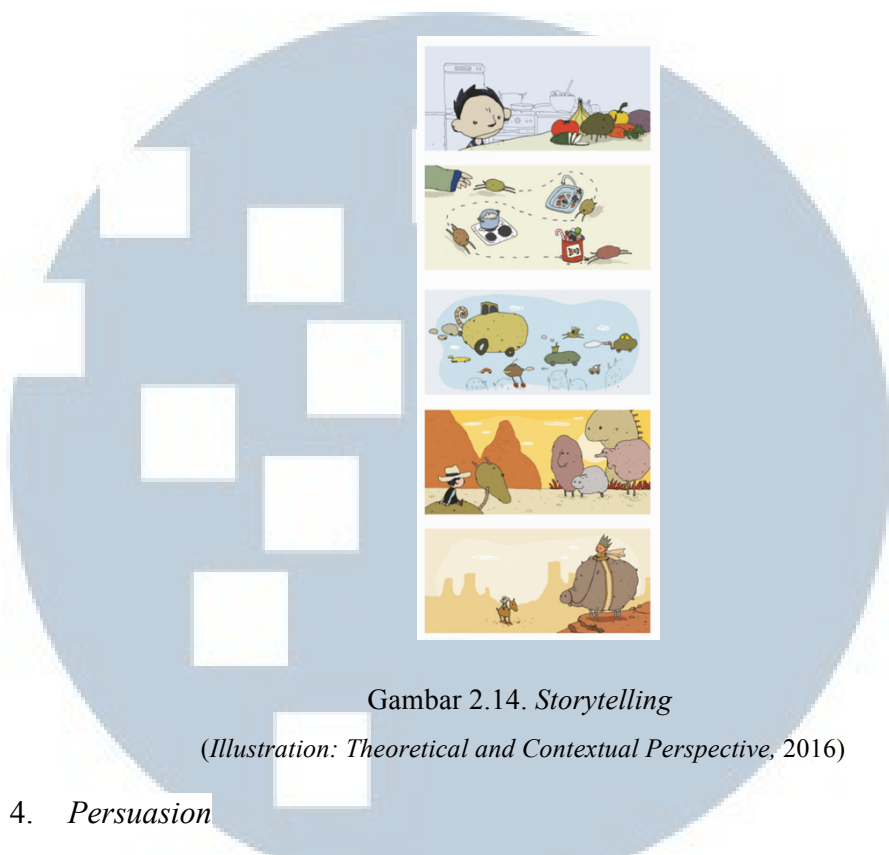 Gambar 2.14. Storytelling
(Illustration: Theoretical and Contextual Perspective, 2016)
4. Persuasion